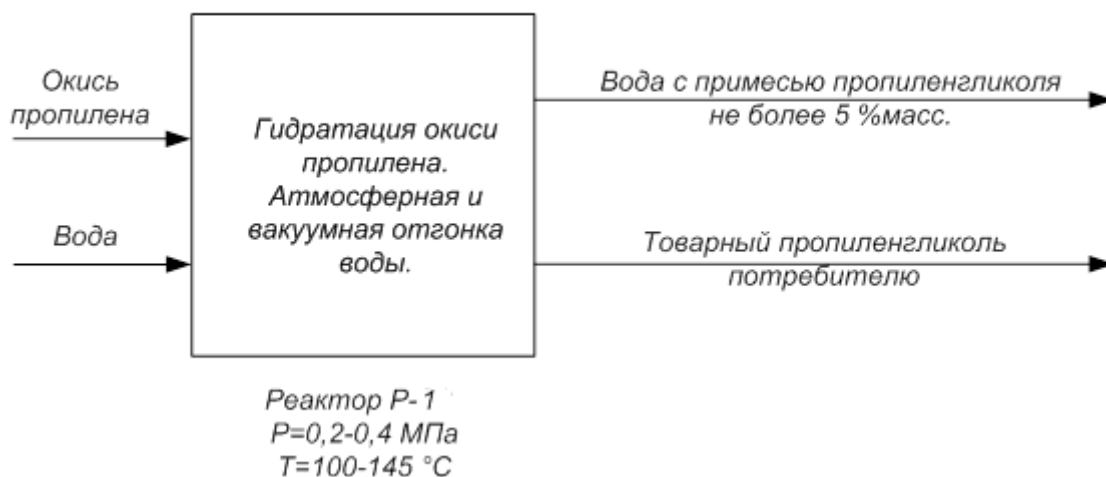 Окись
пропилена
Вода
Гидратация окиси
пропилена.
Атмосферная и
вакуумная отгонка
воды.
Вода с примесью пропиленгликоля
не более 5 %масс.
Товарный пропиленгликоль
потребителю
Реактор Р-1
Р=0,2-0,4 МПа
Т=100-145 °С